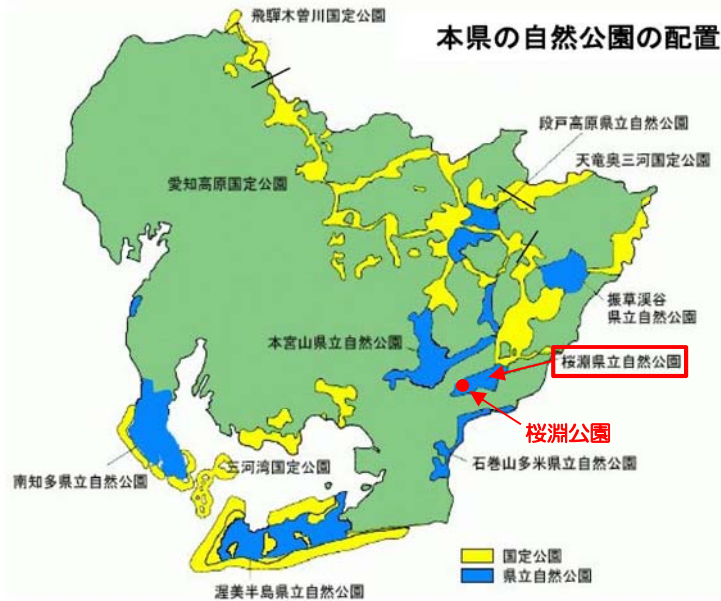 飛騨木曽川国定公園
本県の自然公園の配置
段戸高原県立自然公園
天竜奥三河国定公園
愛知高原国定公園
振草渓谷
県立自然公園
本宮山県立自然公園
桜淵県立自然公園
桜淵公園
石巻山多米県立自然公園
三河湾国定公園
南知多県立自然公園
国定公園
県立自然公園
渥美半島県立自然公園